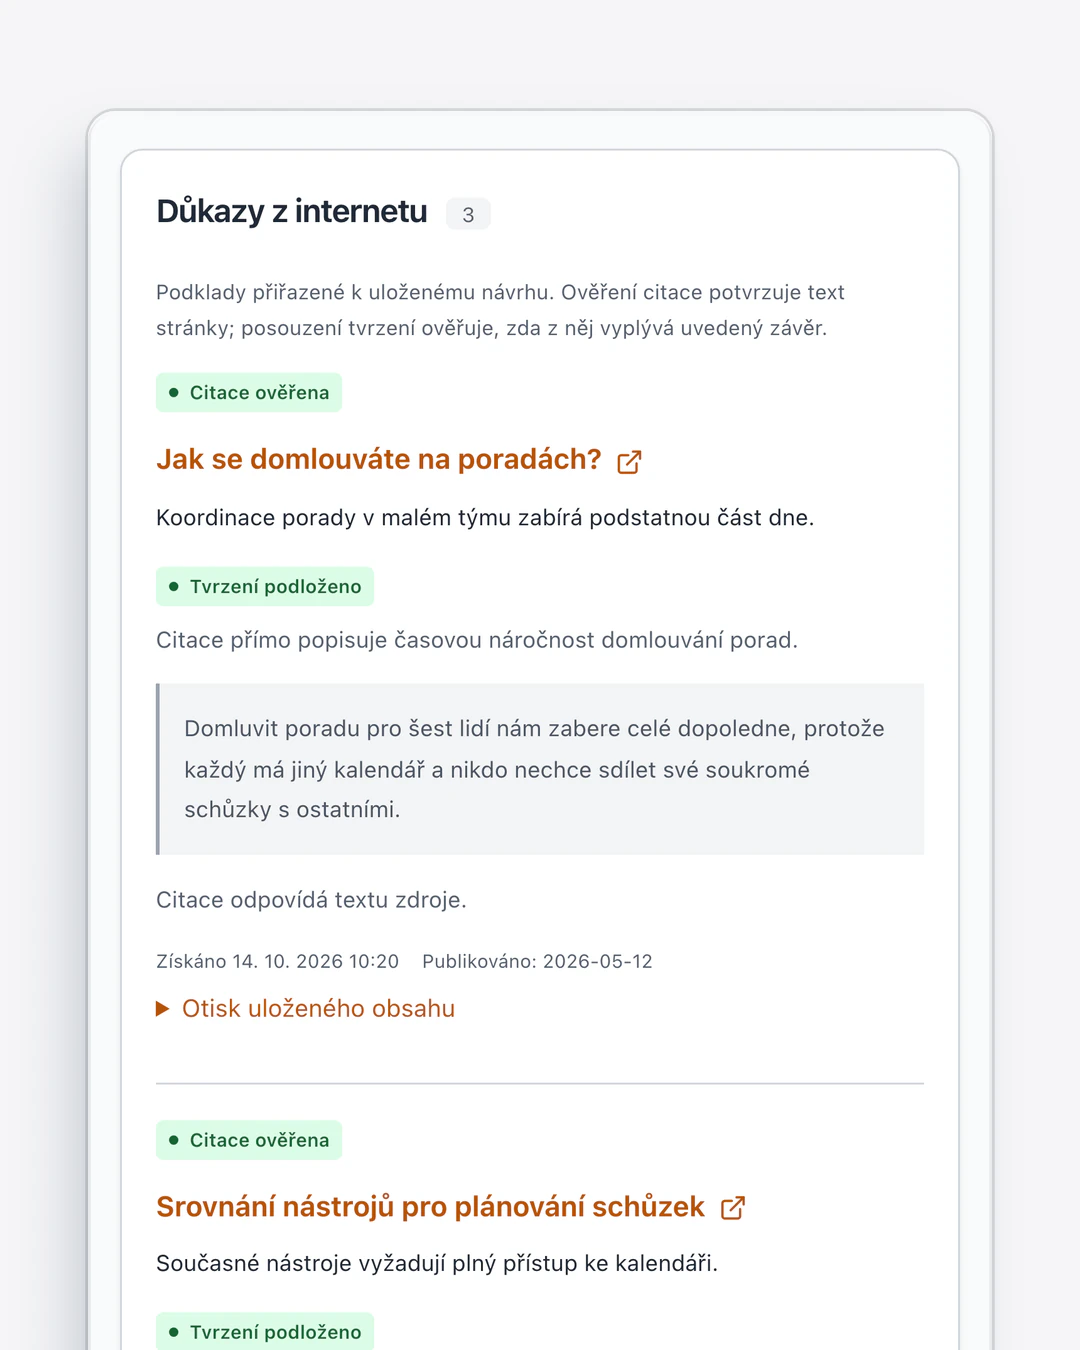 Důkazy z internetu 3
Podklady přiřazené k uloženému návrhu. Ověření citace potvrzuje text
stránky; posouzení tvrzení ověřuje, zda z něj vyplývá uvedený závěr.
Citace ověřena
Jak se domlouváte na poradách?
Koordinace porady v malém týmu zabírá podstatnou část dne.
Tvrzení podloženo
Citace přímo popisuje časovou náročnost domlouvání porad.
Domluvit poradu pro šest lidí nám zabere celé dopoledne, protože
každý má jiný kalendář a nikdo nechce sdílet své soukromé
schůzky s ostatními.
Citace odpovídá textu zdroje.
Získáno 14. 10. 2026 10:20 Publikováno: 2026-05-12
Otisk uloženého obsahu
Citace ověřena
Srovnání nástrojů pro plánování schůzek
Současné nástroje vyžadují plný přístup ke kalendáři.
Tvrzení podloženo